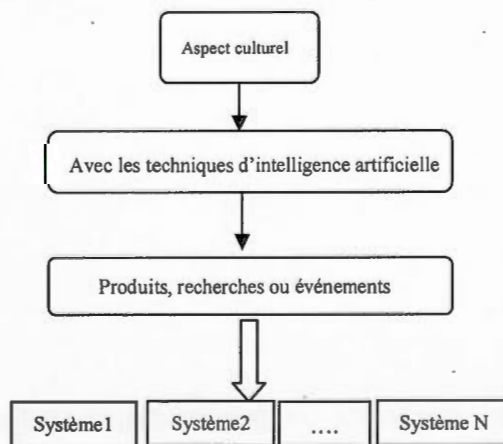 Aspect culturel
Avec les techniques d'intelligence artificielle
Produits, recherches ou événements
Système1 Système2 .... Système N